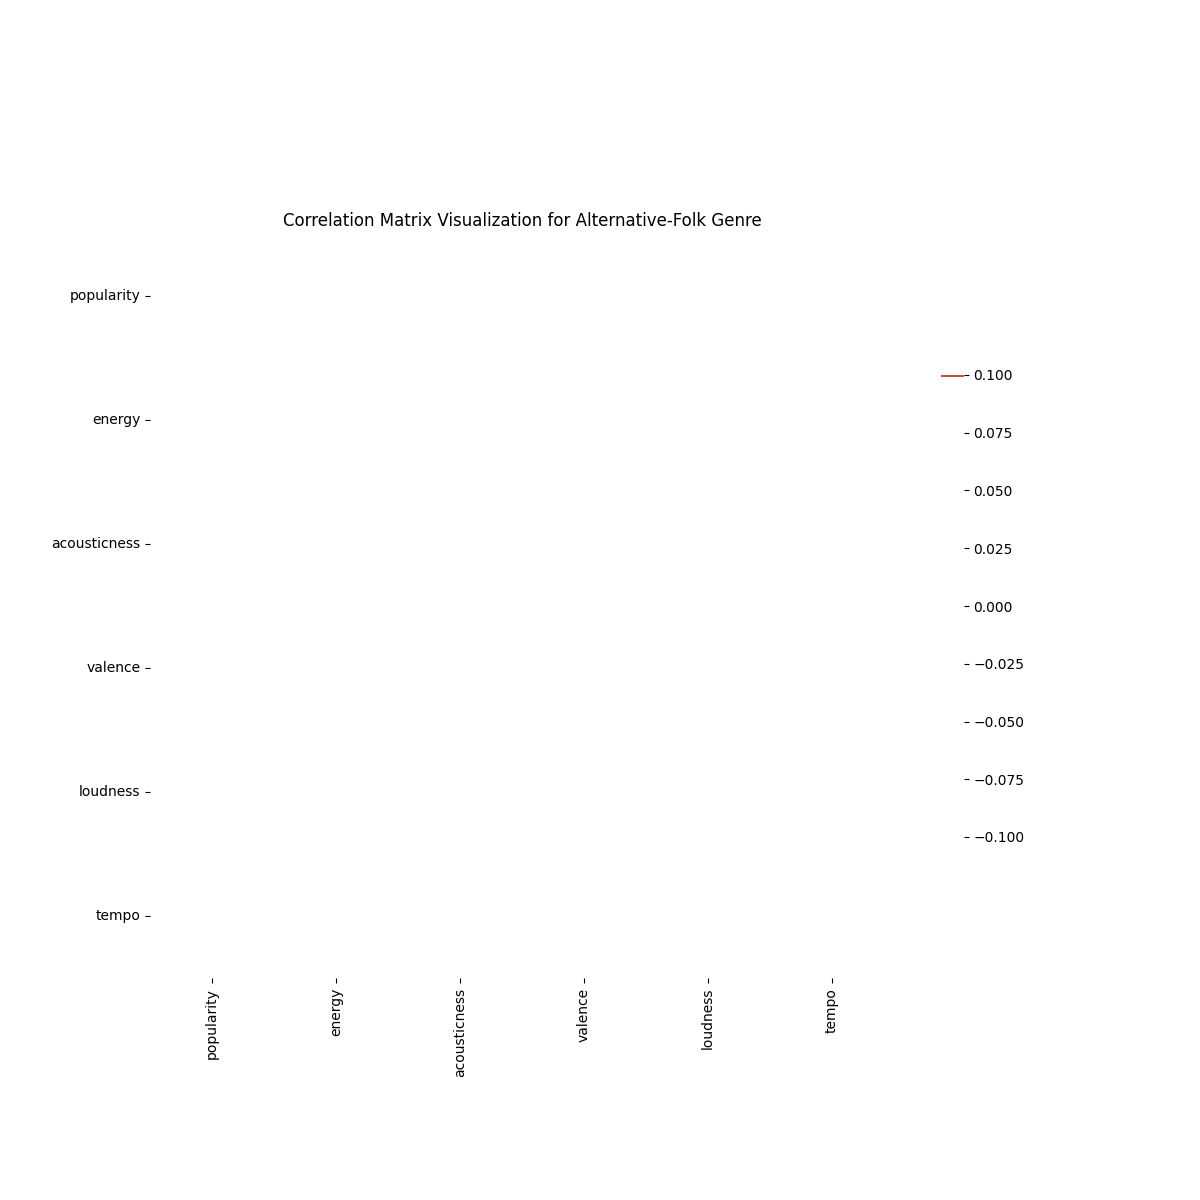 Correlation Matrix Visualization for Alternative-Folk Genre
popularity
energy
acousticness
valence
loudness
tempo
0.100
0.075
0.050
0.025
0.000
−0.025
−0.050
−0.075
−0.100
popularity
energy
acousticness
valence
loudness
tempo